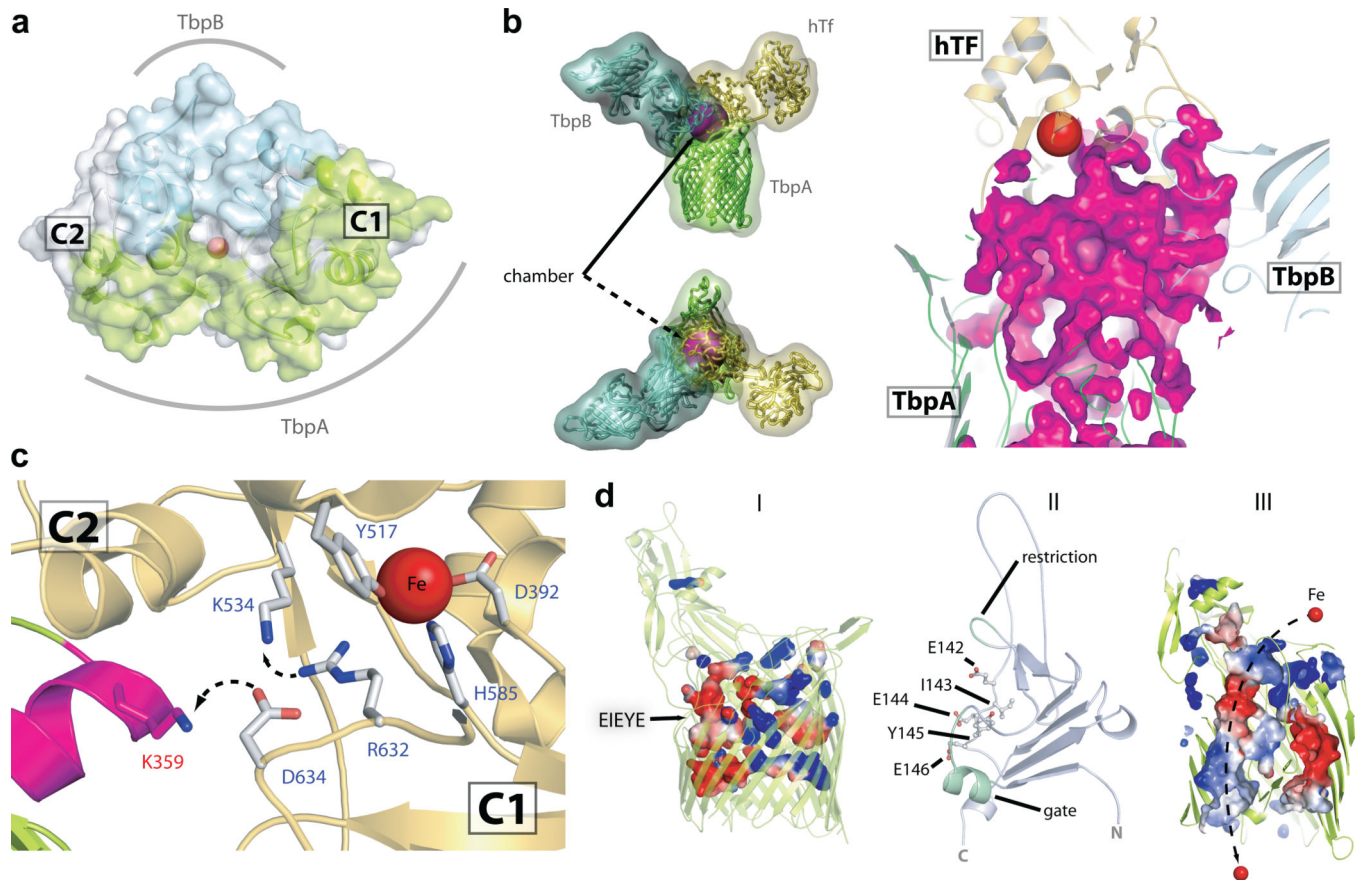 a
TbpB
C2
C1
TbpA
b
hTf
TbpB
TbpA
chamber
hTF
TbpB
TbpA
c
C2
Y517
Fe
K534
D392
H585
K359
R632
D634
C1
d
I
II
III
restriction
Fe
E142
I143
E144
EIEYE
Y145
E146
gate
N
C